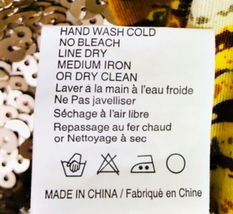 HAND WASH COLD
NO BLEACH
LINE DRY
MEDIUM IRON
OR DRY CLEAN
Laver à la main à l'eau froide
Ne Pas javelliser
Séchage à l'air libre
Repassage au fer chaud
or Nettoyage à sec
MADE IN CHINA / Fabriqué en Chine